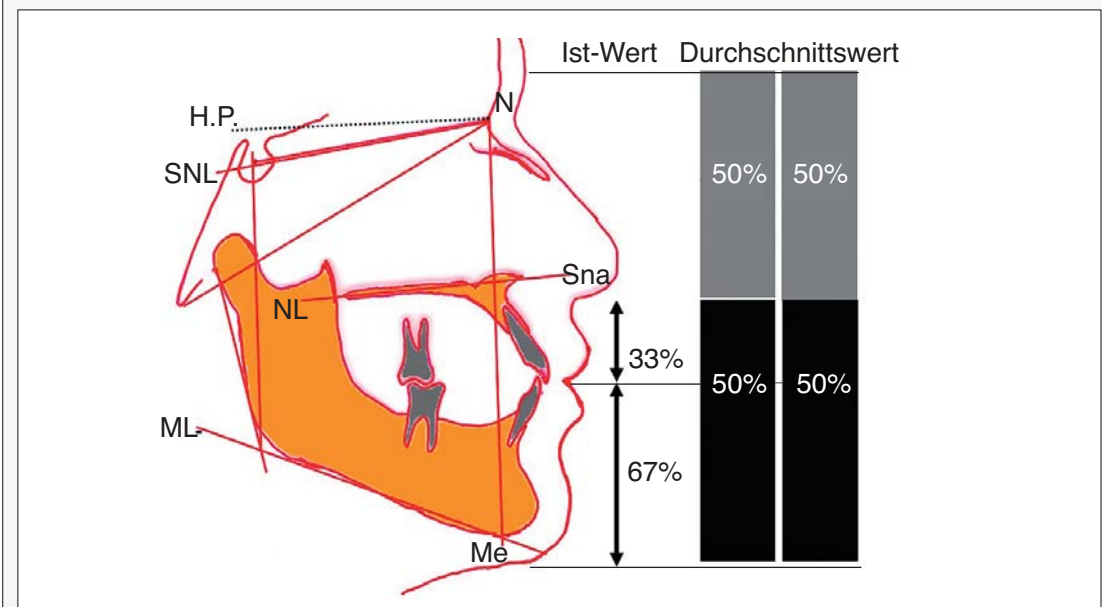 Ist-Wert Durchschnittswert
N
H.P.
SNL
50% 50%
Sna
NL
33%
50% 50%
ML-
67%
Me